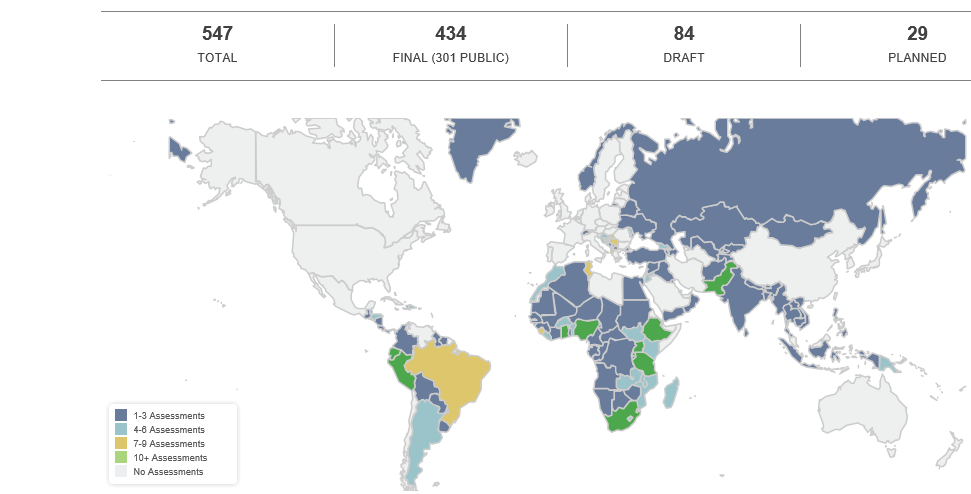 547
TOTAL
434
FINAL (301 PUBLIC)
84
DRAFT
29
PLANNED
1-3 Assessments
4-6 Assessments
7-9 Assessments
10+ Assessments
No Assessments